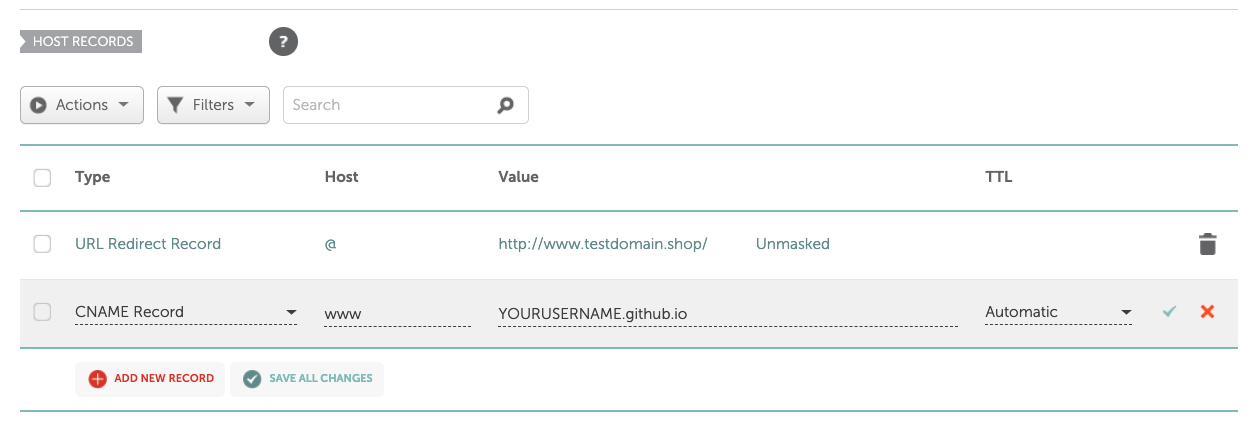 HOST RECORDS ?
Actions Filters Search
Type Host Value TTL
URL Redirect Record @ http://www.testdomain.shop/ Unmasked
CNAME Record www YOURUSERNAME.github.io Automatic
ADD NEW RECORD SAVE ALL CHANGES